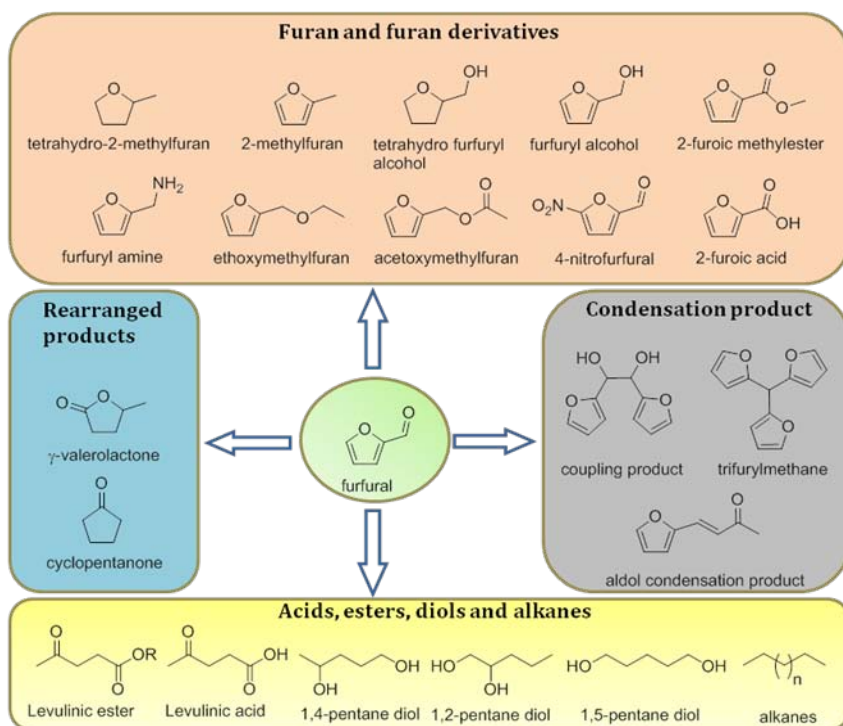 Furan and furan derivatives
O
O
O
OH
O
OH
O
O
O
tetrahydro-2-methylfuran
2-methylfuran
tetrahydro furfuryl
alcohol
furfuryl alcohol
2-furoic methylester
O
NH2
O
O
O
O
O
O2N
O
O
O
O
OH
furfuryl amine
ethoxymethylfuran
acetoxymethylfuran
4-nitrofurfural
2-furoic acid
Rearranged
products
O
O
γ-valerolactone
O
cyclopentanone
O
O
furfural
Condensation product
HO
OH
O
O
coupling product
O
O
O
trifurylmethane
O
O
aldol condensation product
Acids, esters, diols and alkanes
O
OR
O
Levulinic ester
O
OH
O
Levulinic acid
OH
OH
1,4-pentane diol
HO
OH
1,2-pentane diol
HO
OH
1,5-pentane diol
( )n
alkanes